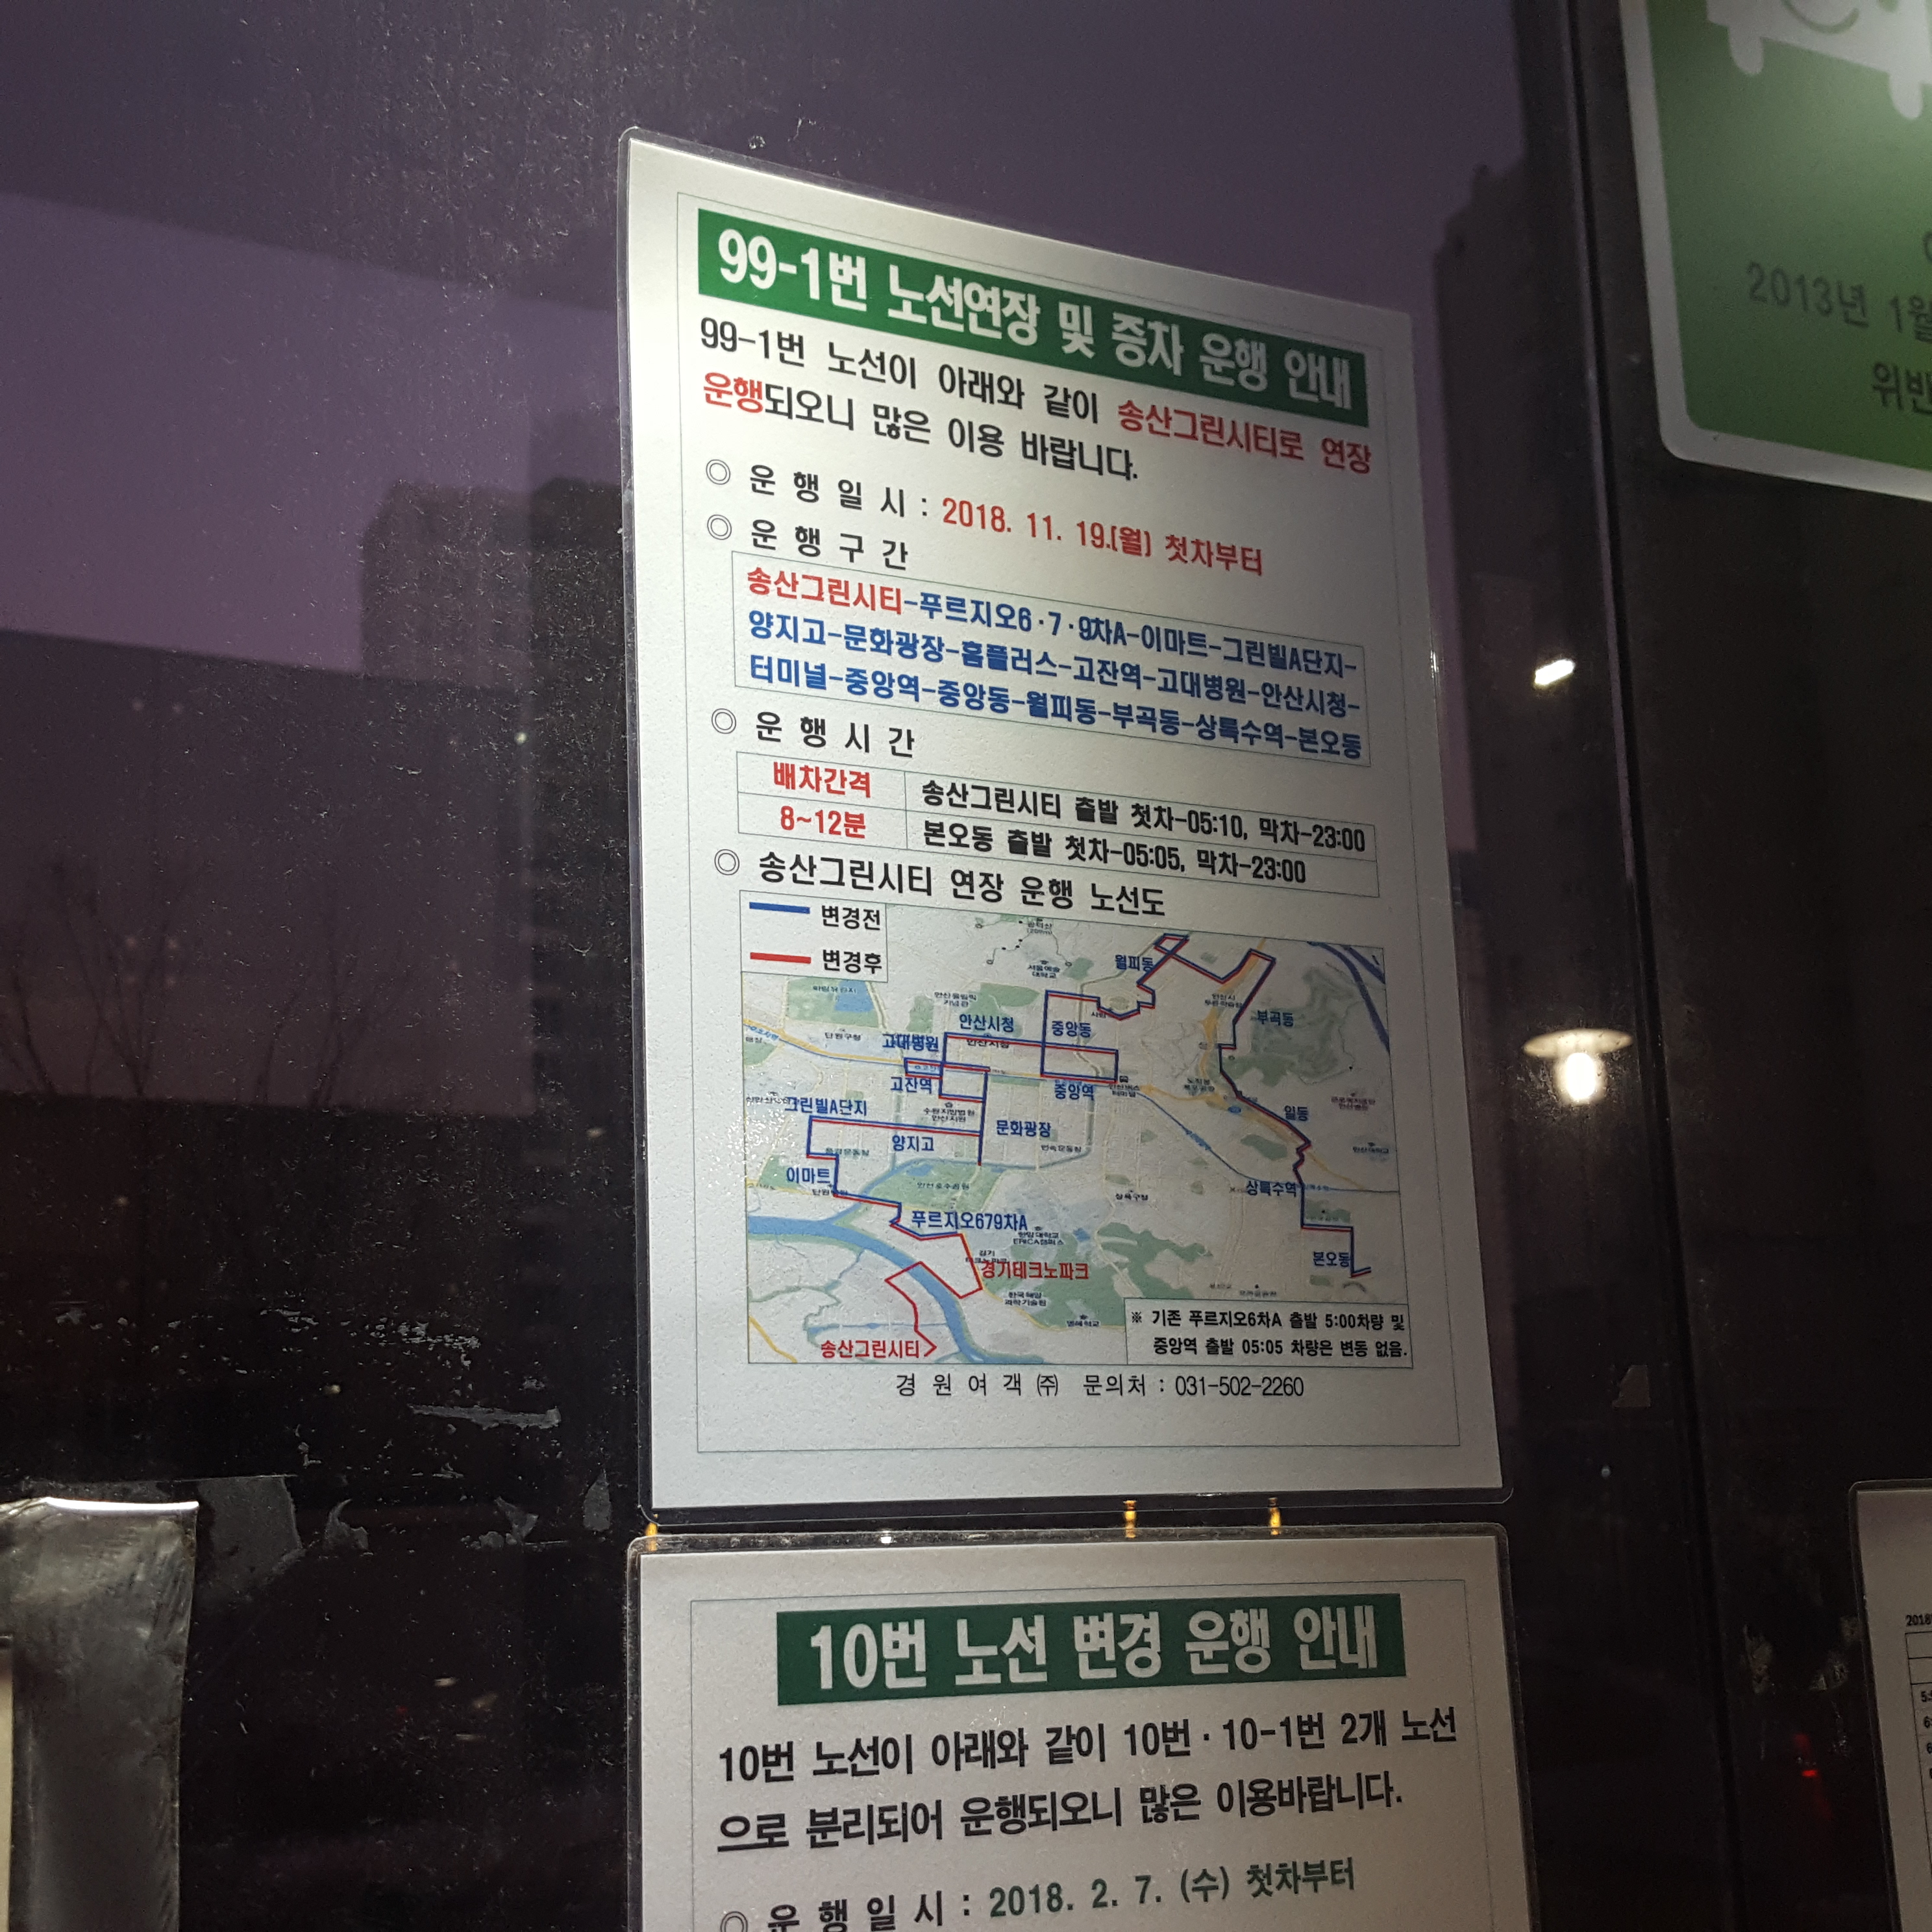 99-1번 노선연장 및 증차 운행 안내
99-1번 노선이 아래와 같이 송산그린시티로 연장
운행되오니 많은 이용 바랍니다.
◎ 운 행 일 시 : 2018. 11. 19.(월) 첫차부터
◎ 운 행 구 간
송산그린시티-푸르지오6·7·9차A-이마트-그린빌A단지-
양지고-문화광장-홈플러스-고잔역-고대병원-안산시청-
터미널-중앙역-중앙동-월피동-부곡동-상록수역-본오동
◎ 운 행 시 간
배차간격
8~12분
송산그린시티 출발 첫차-05:10, 막차-23:00
본오동 출발 첫차-05:05, 막차-23:00
◎ 송산그린시티 연장 운행 노선도
변경전
변경후
월피동
부곡동
안산시청
중앙동
고대병원
고잔역
중앙역
그린빌A단지
문화광장
양지고
일동
이마트
상록수역
푸르지오679차A
본오동
경기테크노파크
송산그린시티
※ 기존 푸르지오6차A 출발 5:00차량 및
중앙역 출발 05:05 차량은 변동 없음.
경 원 여 객 ㈜ 문의처 : 031-502-2260
10번 노선 변경 운행 안내
10번 노선이 아래와 같이 10번·10-1번 2개 노선
으로 분리되어 운행되오니 많은 이용바랍니다.
◎ 운 행 일 시 : 2018. 2. 7. (수) 첫차부터
2013년 1월
위반
2018